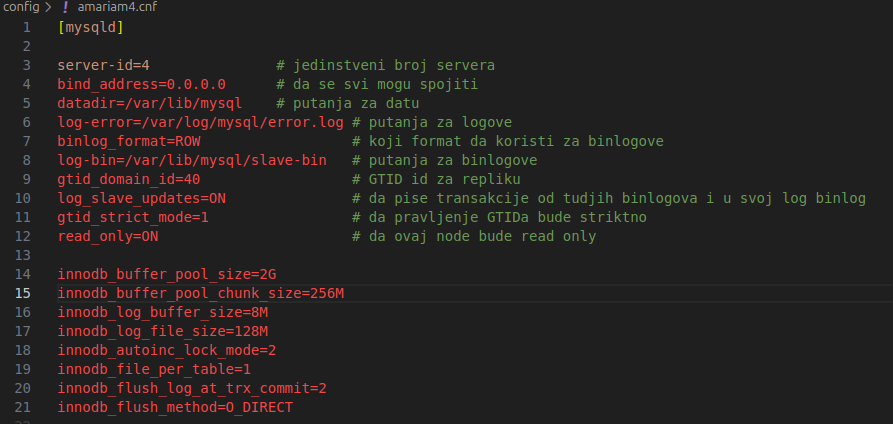 config > ! amariam4.cnf
1 [mysqld]
2
3 server-id=4 # jedinstveni broj servera
4 bind_address=0.0.0.0 # da se svi mogu spojiti
5 datadir=/var/lib/mysql # putanja za datu
6 log-error=/var/log/mysql/error.log # putanja za logove
7 binlog_format=ROW # koji format da koristi za binlogove
8 log-bin=/var/lib/mysql/slave-bin # putanja za binlogove
9 gtid_domain_id=40 # GTID id za repliku
10 log_slave_updates=ON # da pise transakcije od tudjih binlogova i u svoj log binlog
11 gtid_strict_mode=1 # da pravljenje GTIDa bude striktno
12 read_only=ON # da ovaj node bude read only
13
14 innodb_buffer_pool_size=2G
15 innodb_buffer_pool_chunk_size=256M
16 innodb_log_buffer_size=8M
17 innodb_log_file_size=128M
18 innodb_autoinc_lock_mode=2
19 innodb_file_per_table=1
20 innodb_flush_log_at_trx_commit=2
21 innodb_flush_method=O_DIRECT